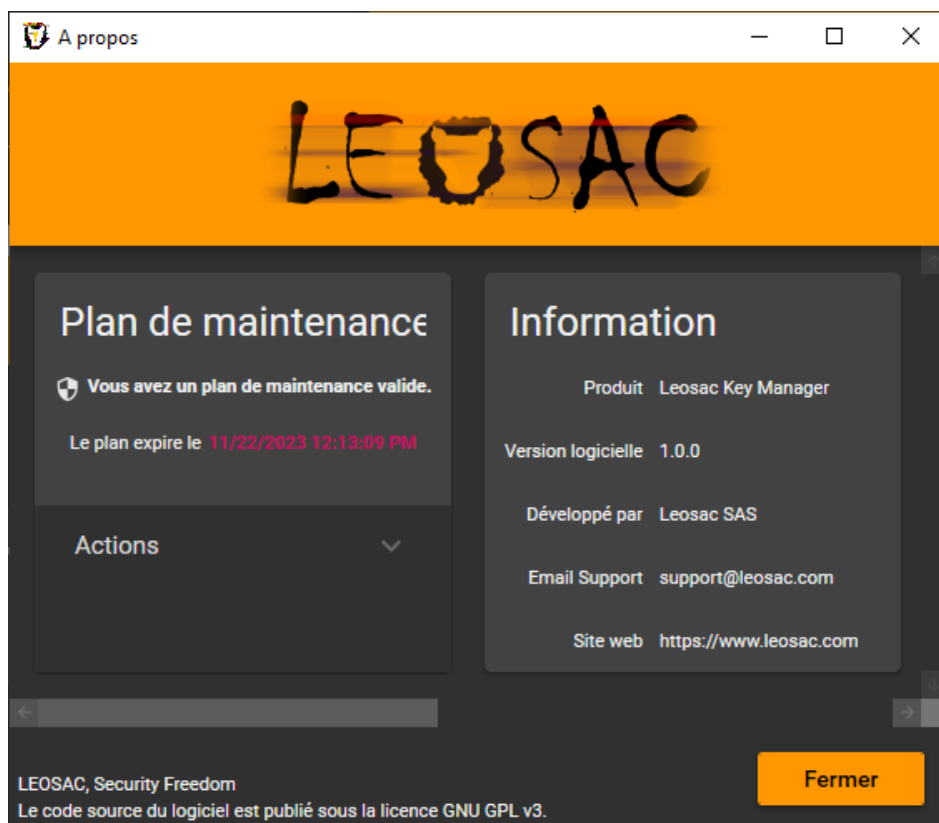 A propos
LEOSAC
Plan de maintenance
Vous avez un plan de maintenance valide.
Le plan expire le 11/22/2023 12:13:09 PM
Actions
Information
Produit Leosac Key Manager
Version logicielle 1.0.0
Développé par Leosac SAS
Email Support support@leosac.com
Site web https://www.leosac.com
LEOSAC, Security Freedom
Le code source du logiciel est publié sous la licence GNU GPL v3.
Fermer